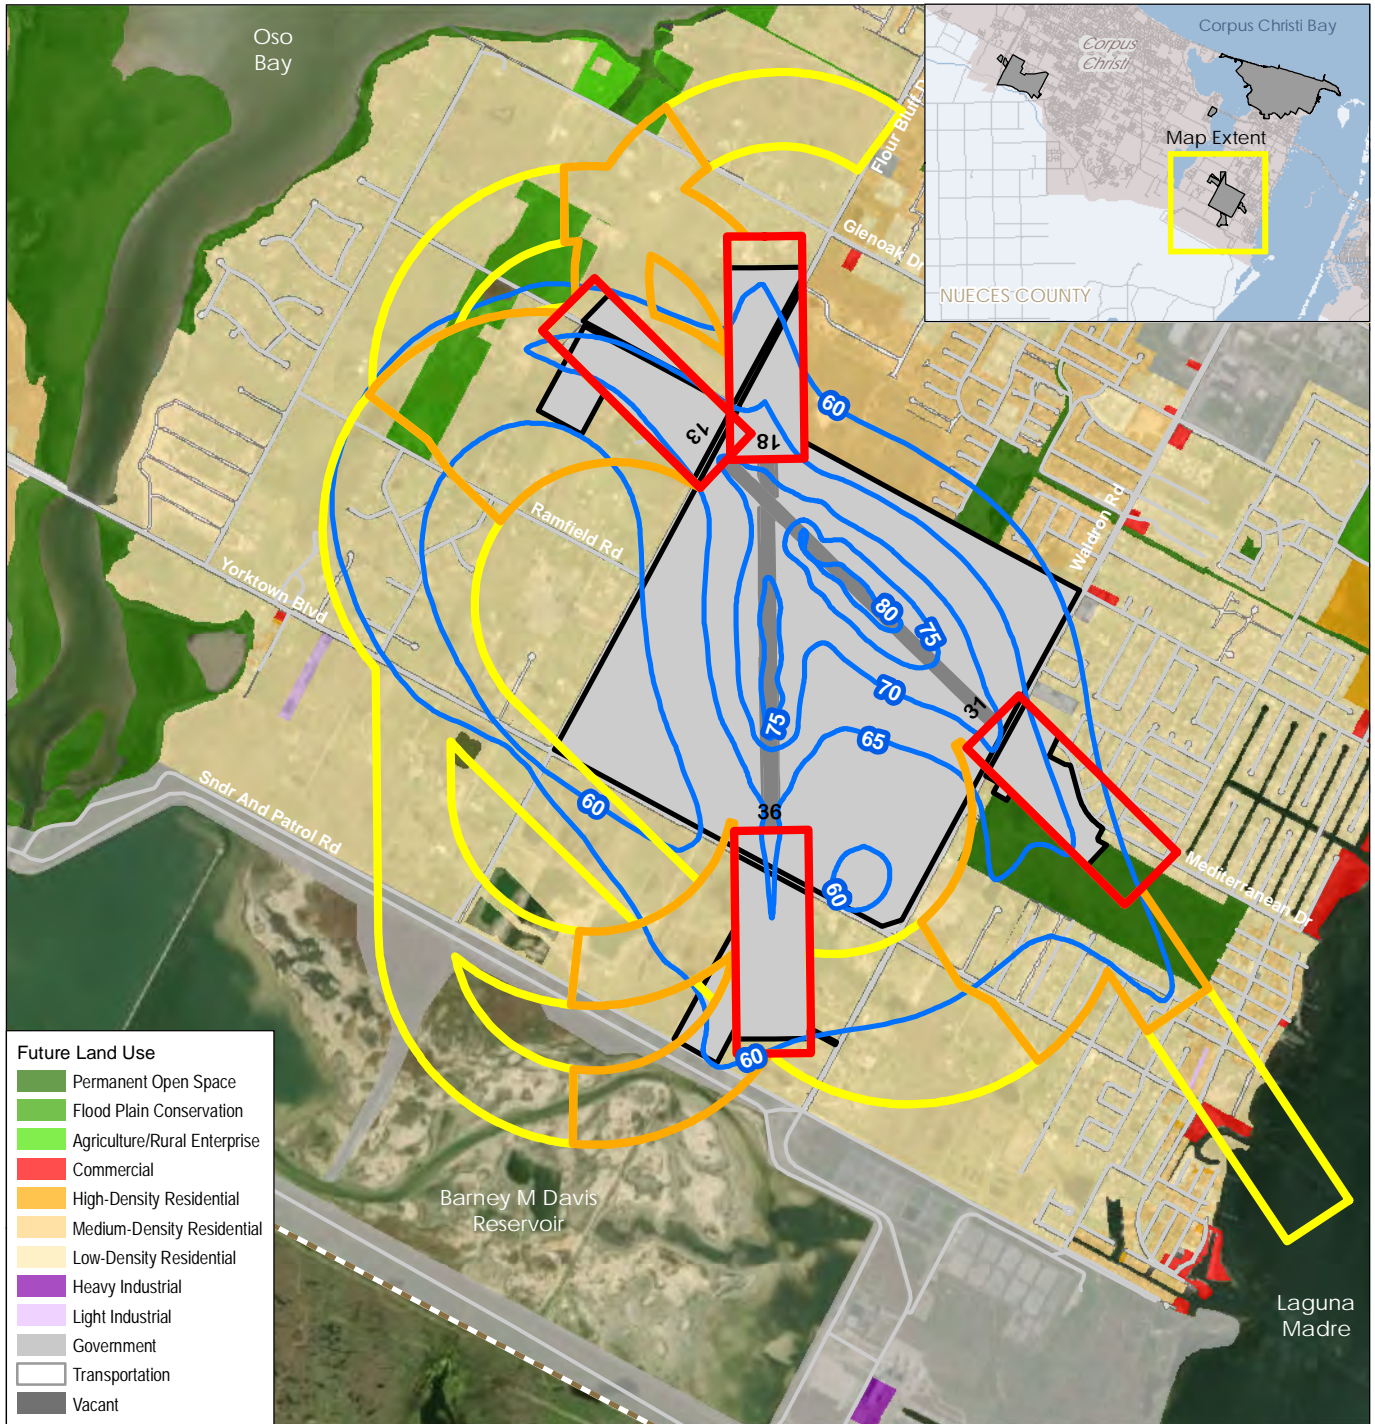 Oso
Bay
Corpus Christi Bay
Corpus
Christi
Map Extent
NUECES COUNTY
Flour Bluff D
Glenoak Dr
60
13
18
Waldron Rd
Ramfield Rd
Yorktown Blvd
80
75
70
31
75
65
60
36
Sndr And Patrol Rd
Mediterranean Dr
60
60
Barney M Davis
Reservoir
Laguna
Madre
Future Land Use
Permanent Open Space
Flood Plain Conservation
Agriculture/Rural Enterprise
Commercial
High-Density Residential
Medium-Density Residential
Low-Density Residential
Heavy Industrial
Light Industrial
Government
Transportation
Vacant